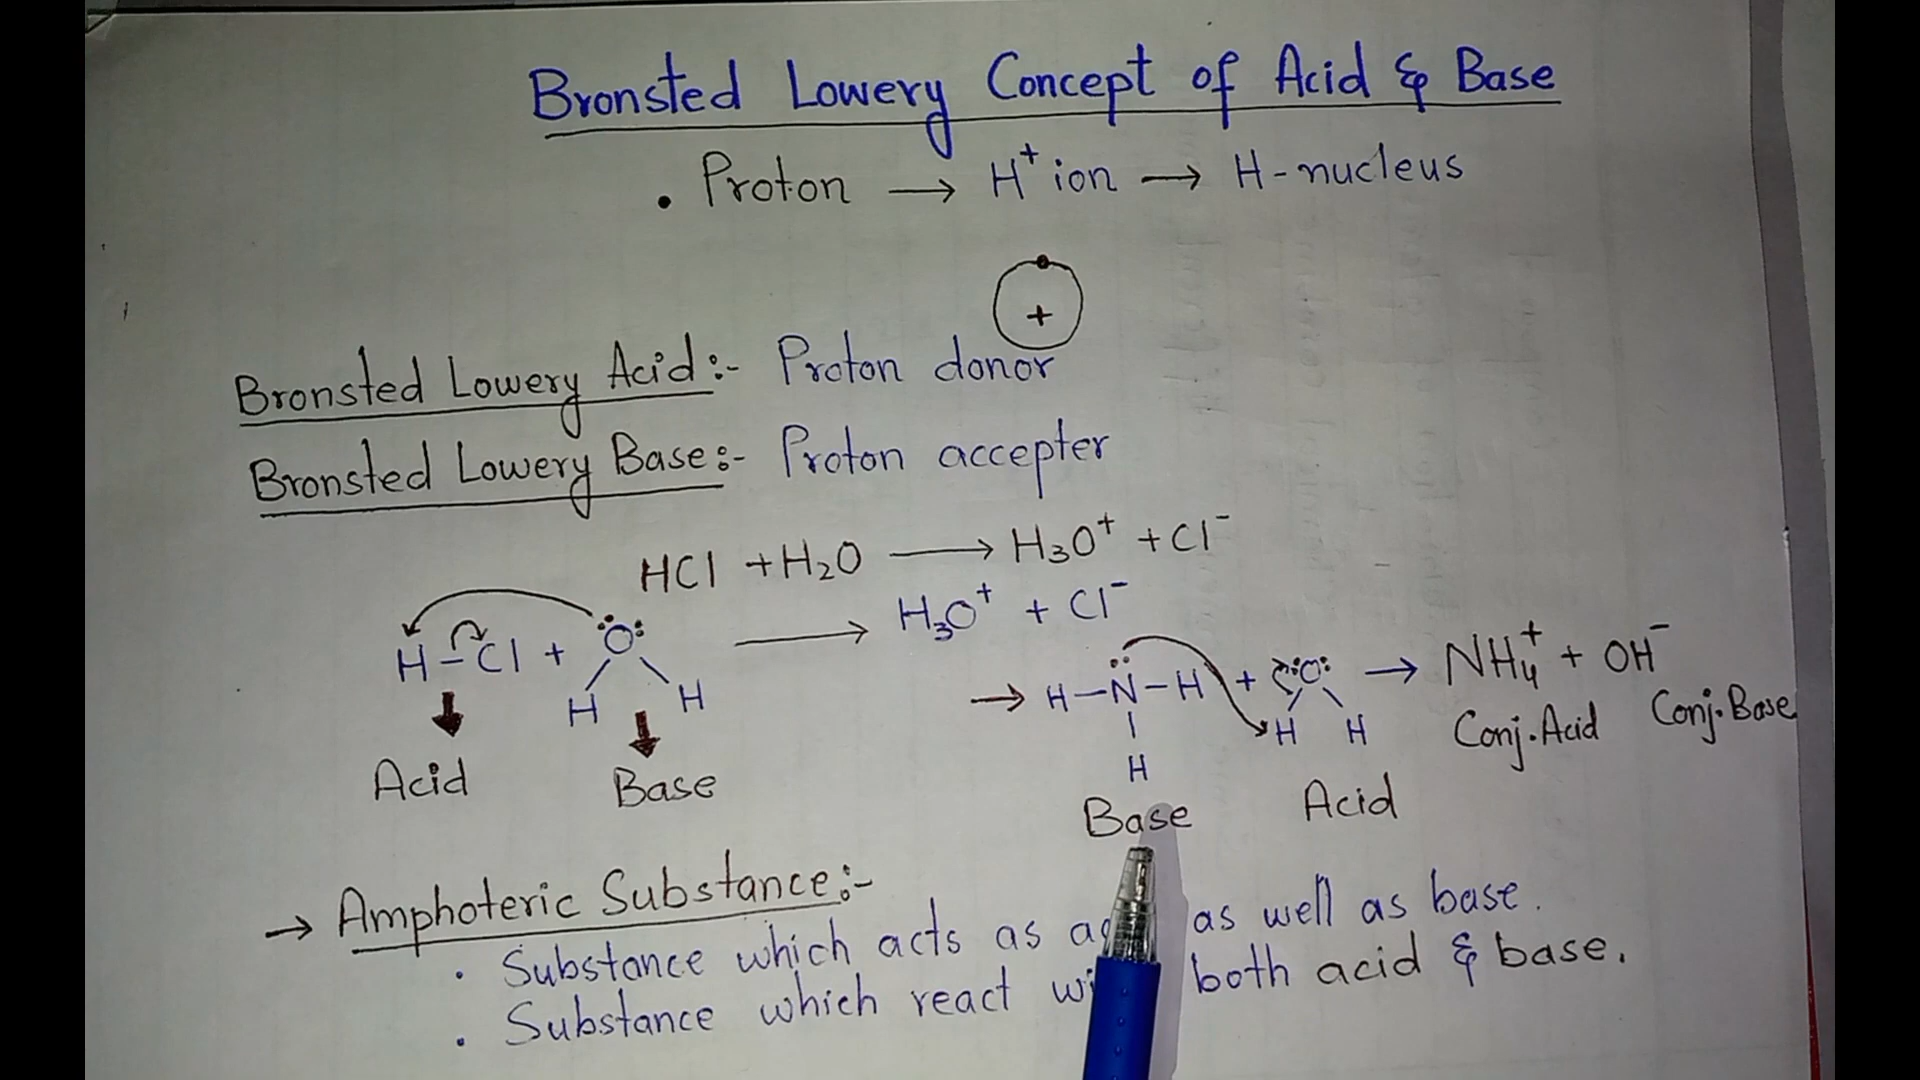 Bronsted Lowery Concept of Acid & Base
. Proton → H⁺ ion → H-nucleus
+
Bronsted Lowery Acid:- Proton donor
Bronsted Lowery Base:- Proton accepter
HCl + H₂O → H₃O⁺ + Cl⁻
H-Cl + :Ö: → H₃O⁺ + Cl⁻
H H
→ H-N̈-H + :Ö: → NH₄⁺ + OH⁻
H H H
Acid Base
Base Acid Conj.Acid Conj.Base
→ Amphoteric Substance:-
. Substance which acts as as well as base.
. Substance which react both acid & base.